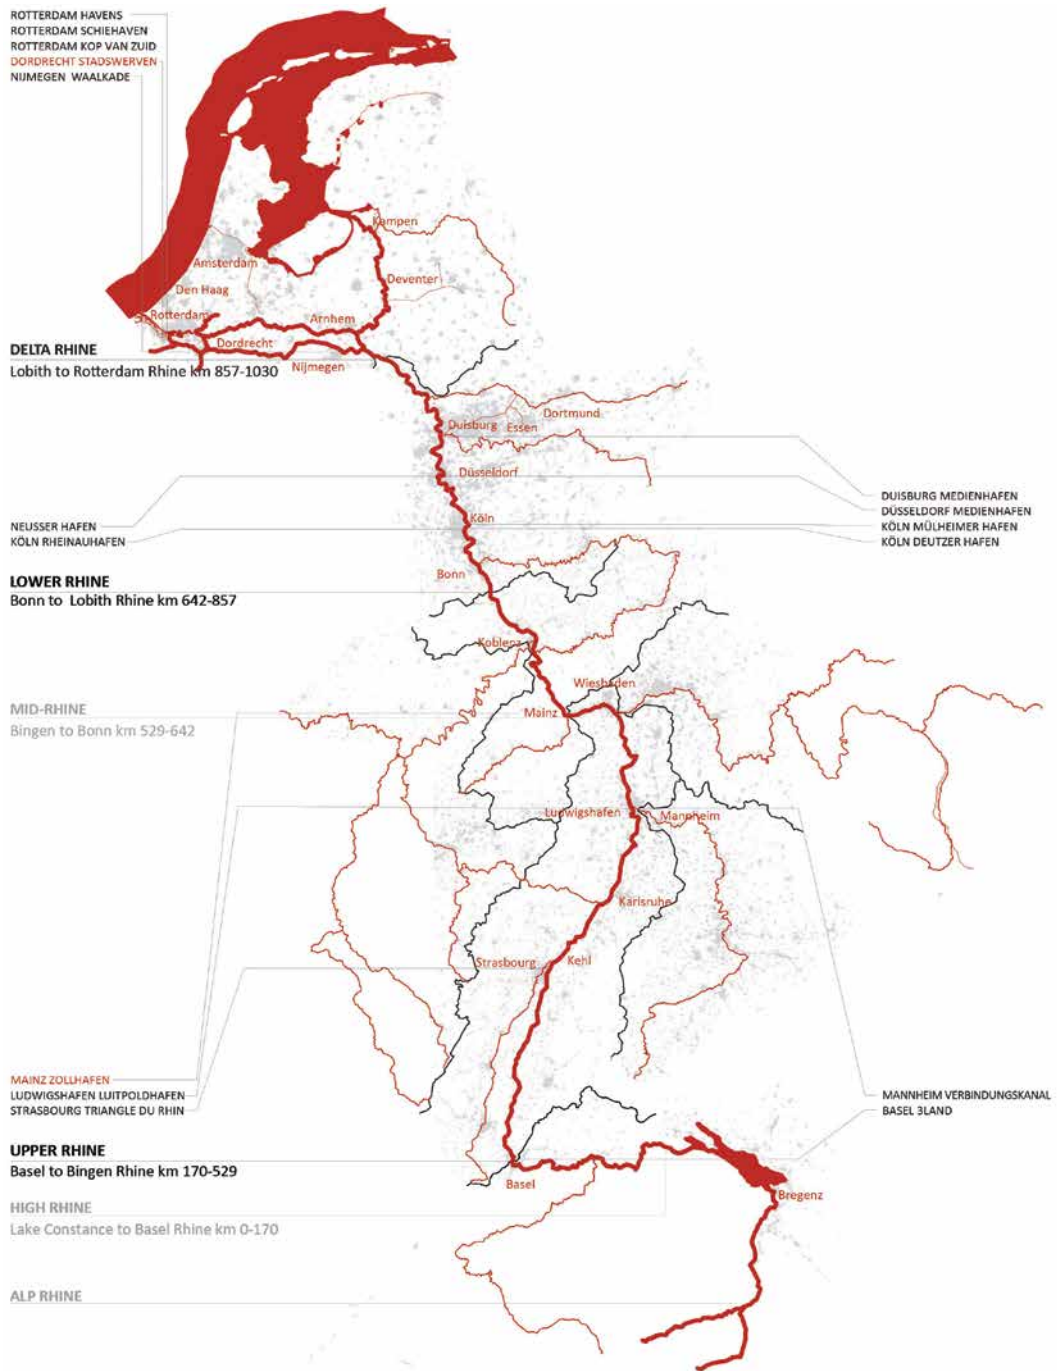 ROTTERDAM HAVENS
ROTTERDAM SCHIEHAVEN
ROTTERDAM KOP VAN ZUID
DORDRECHT STADSWERVEN
NIJMEGEN WAALKADE
Kampen
Amsterdam
Deventer
Den Haag
Rotterdam
Arnhem
Dordrecht
DELTA RHINE
Nijmegen
Lobith to Rotterdam Rhine km 857-1030
Dortmund
Duisburg
Essen
Düsseldorf
DUISBURG MEDIENHAFEN
DÜSSELDORF MEDIENHAFEN
Köln
NEUSSER HAFEN
KÖLN MÜLHEIMER HAFEN
KÖLN RHEINAUHAFEN
KÖLN DEUTZER HAFEN
Bonn
LOWER RHINE
Bonn to Lobith Rhine km 642-857
Koblenz
Wiesbaden
MID-RHINE
Mainz
Bingen to Bonn km 529-642
Ludwigshafen
Mannheim
Karlsruhe
Strasbourg
Kehl
MAINZ ZOLLHAFEN
LUDWIGSHAFEN LUITPOLDHAFEN
MANNHEIM VERBINDUNGSKANAL
STRASBOURG TRIANGLE DU RHIN
BASEL 3LAND
UPPER RHINE
Basel to Bingen Rhine km 170-529
Basel
Bregenz
HIGH RHINE
Lake Constance to Basel Rhine km 0-170
ALP RHINE